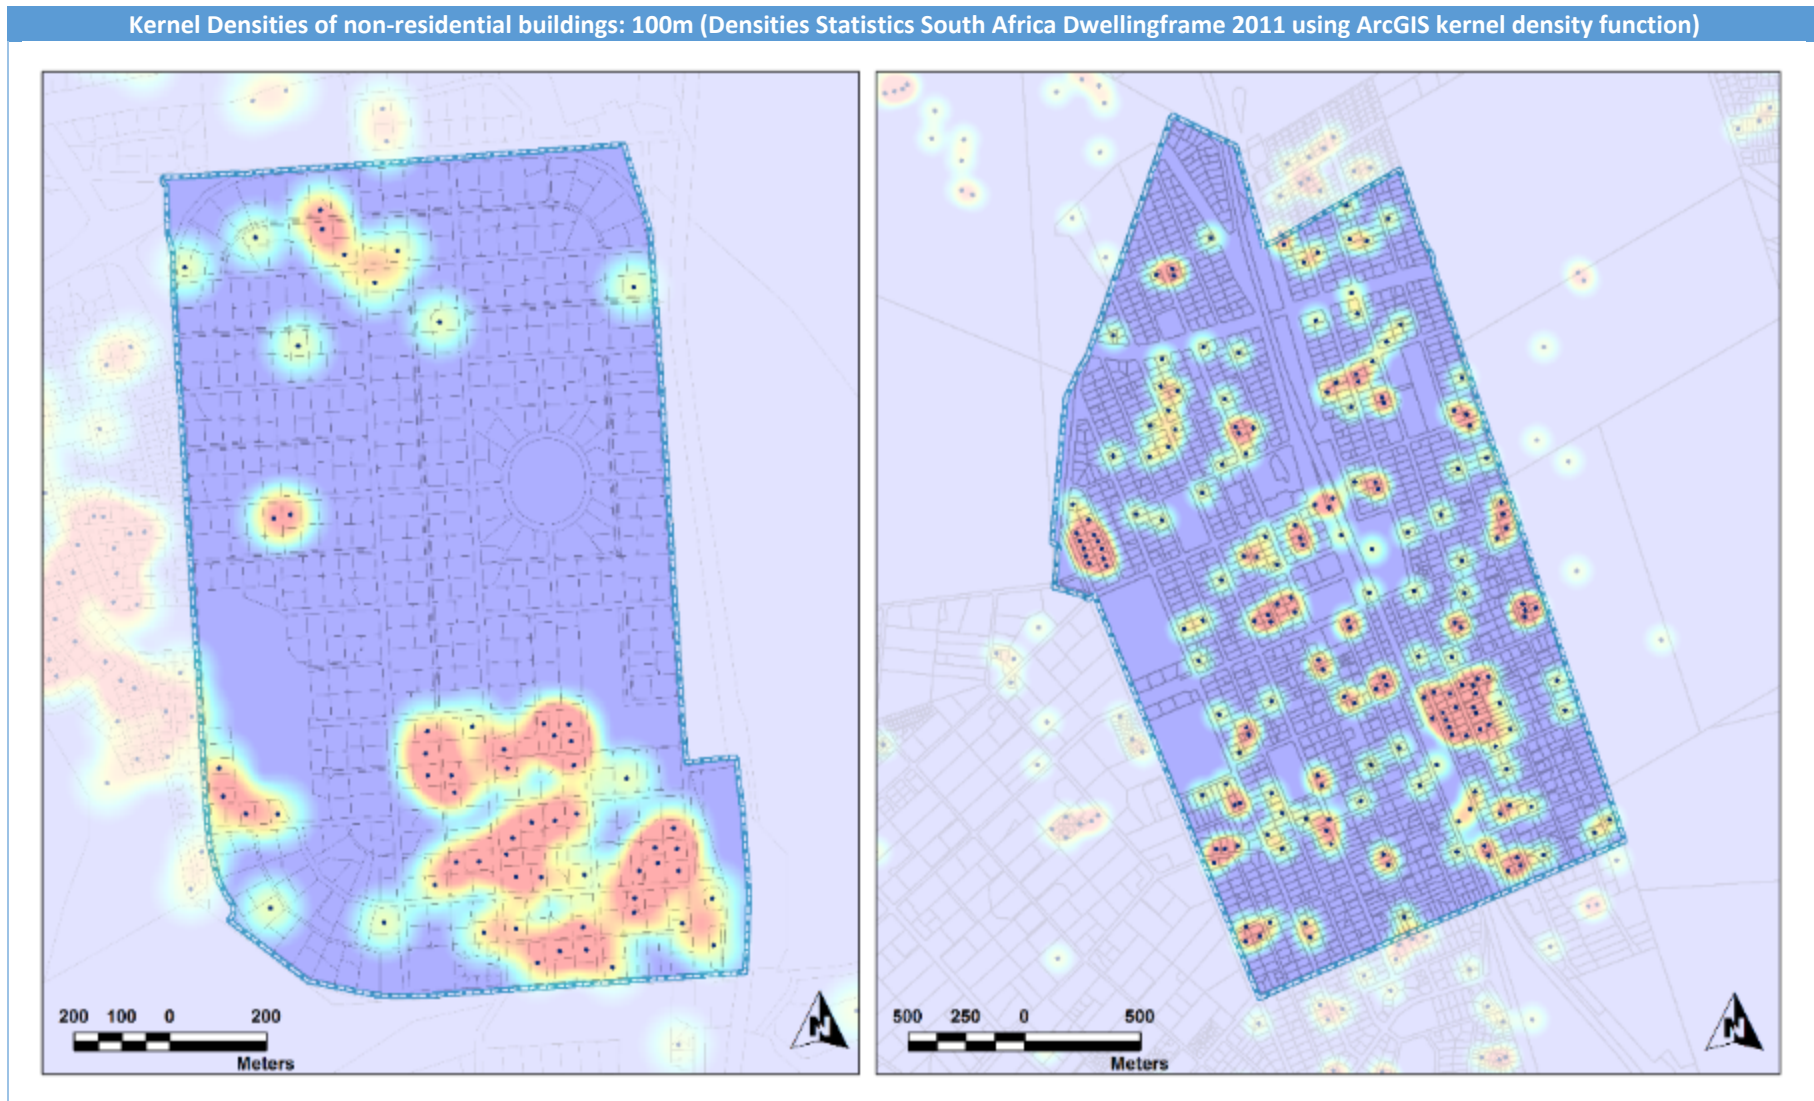 Kernel Densities of non-residential buildings: 100m (Densities Statistics South Africa Dwellingframe 2011 using ArcGIS kernel density function)
200 100 0 200
Meters
N
500 250 0 500
Meters
N